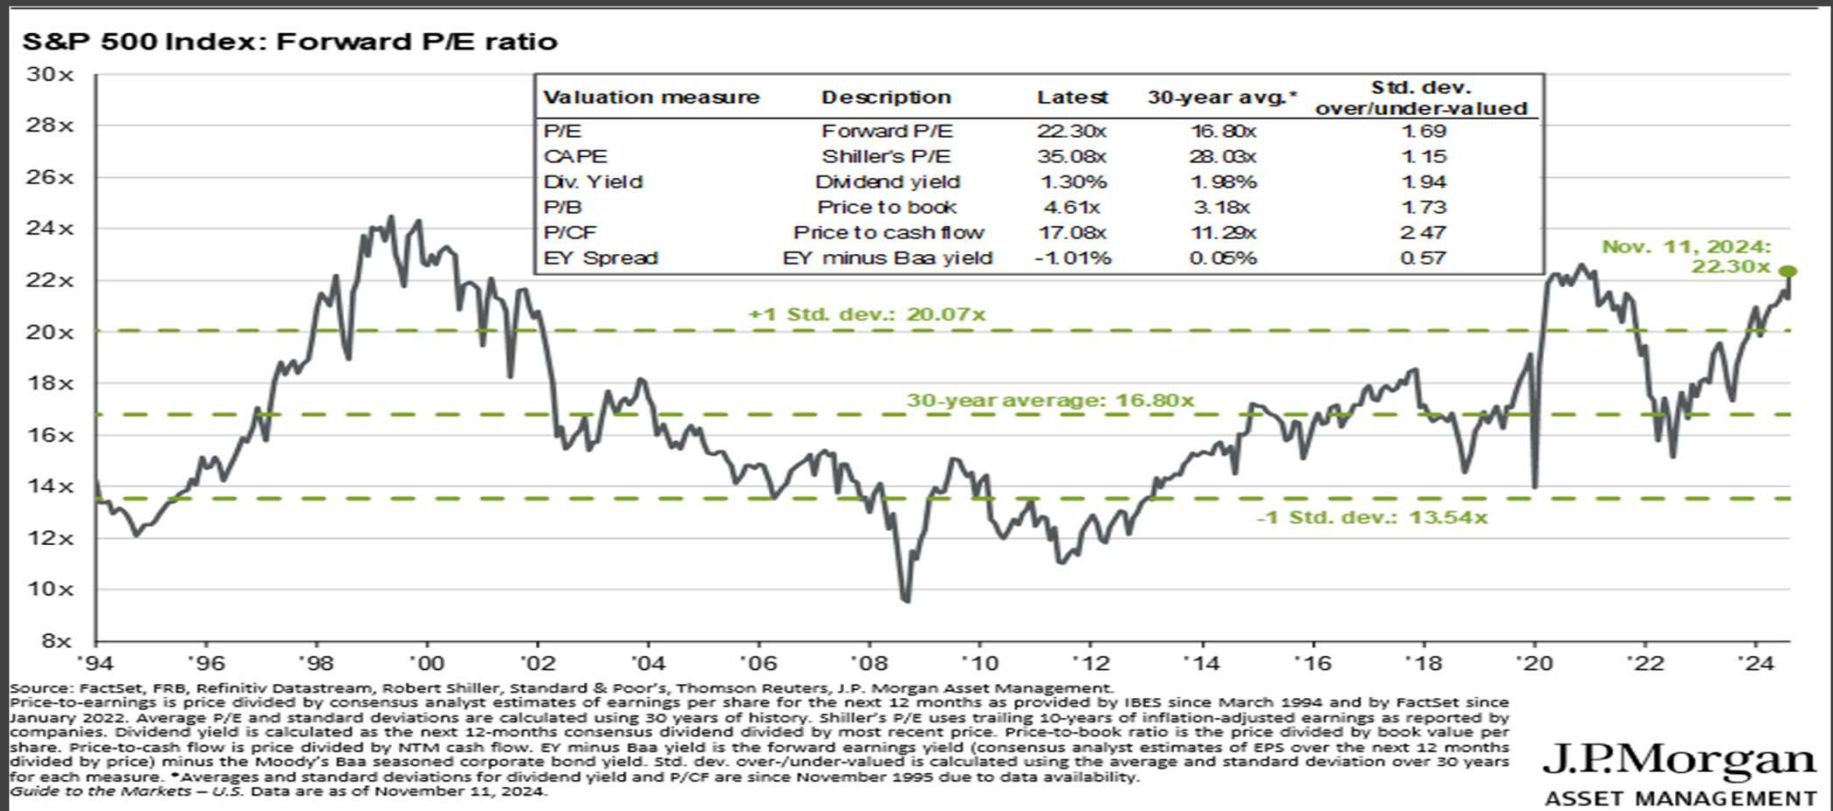 S&P 500 Index: Forward P/E ratio
30x
28x
26x
24x
22x
20x
18x
16x
14x
12x
10x
8x
Valuation measure Description Latest 30-year avg.* Std. dev. over/under-valued
P/E Forward P/E 22.30x 16.80x 1.69
CAPE Shiller's P/E 35.08x 28.03x 1.15
Div. Yield Dividend yield 1.30% 1.98% 1.94
P/B Price to book 4.61x 3.18x 1.73
P/CF Price to cash flow 17.08x 11.29x 2.47
EY Spread EY minus Baa yield -1.01% 0.05% 0.57
Nov. 11, 2024:
22.30x
+1 Std. dev.: 20.07x
30-year average: 16.80x
-1 Std. dev.: 13.54x
'94 '96 '98 '00 '02 '04 '06 '08 '10 '12 '14 '16 '18 '20 '22 '24
Source: FactSet, FRB, Refinitiv Datastream, Robert Shiller, Standard & Poor's, Thomson Reuters, J.P. Morgan Asset Management.
Price-to-earnings is price divided by consensus analyst estimates of earnings per share for the next 12 months as provided by IBES since March 1994 and by FactSet since
January 2022. Average P/E and standard deviations are calculated using 30 years of history. Shiller's P/E uses trailing 10-years of inflation-adjusted earnings as reported by
companies. Dividend yield is calculated as the next 12-months consensus dividend divided by most recent price. Price-to-book ratio is the price divided by book value per
share. Price-to-cash flow is price divided by NTM cash flow. EY minus Baa yield is the forward earnings yield (consensus analyst estimates of EPS over the next 12 months
divided by price) minus the Moody's Baa seasoned corporate bond yield. Std. dev. over-/under-valued is calculated using the average and standard deviation over 30 years
for each measure. *Averages and standard deviations for dividend yield and P/CF are since November 1995 due to data availability.
Guide to the Markets – U.S. Data are as of November 11, 2024.
J.P.Morgan
ASSET MANAGEMENT